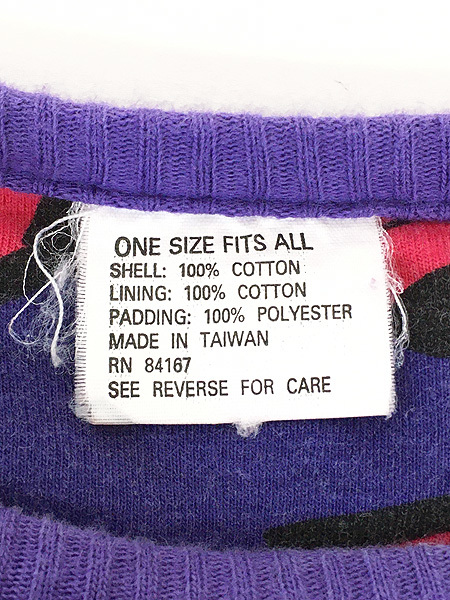 ONE SIZE FITS ALL
SHELL: 100% COTTON
LINING: 100% COTTON
PADDING: 100% POLYESTER
MADE IN TAIWAN
RN 84167
SEE REVERSE FOR CARE